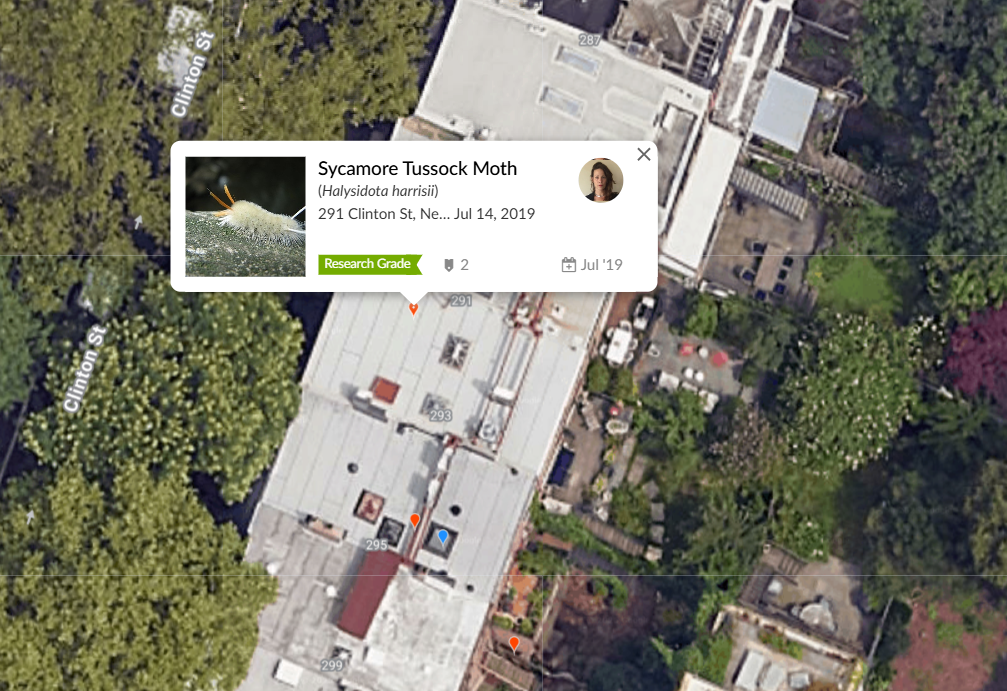 Clinton St
287
Sycamore Tussock Moth
(Halysidota harrisii)
291 Clinton St, Ne... Jul 14, 2019
Research Grade
2
Jul '19
291
Clinton St
293
295
299